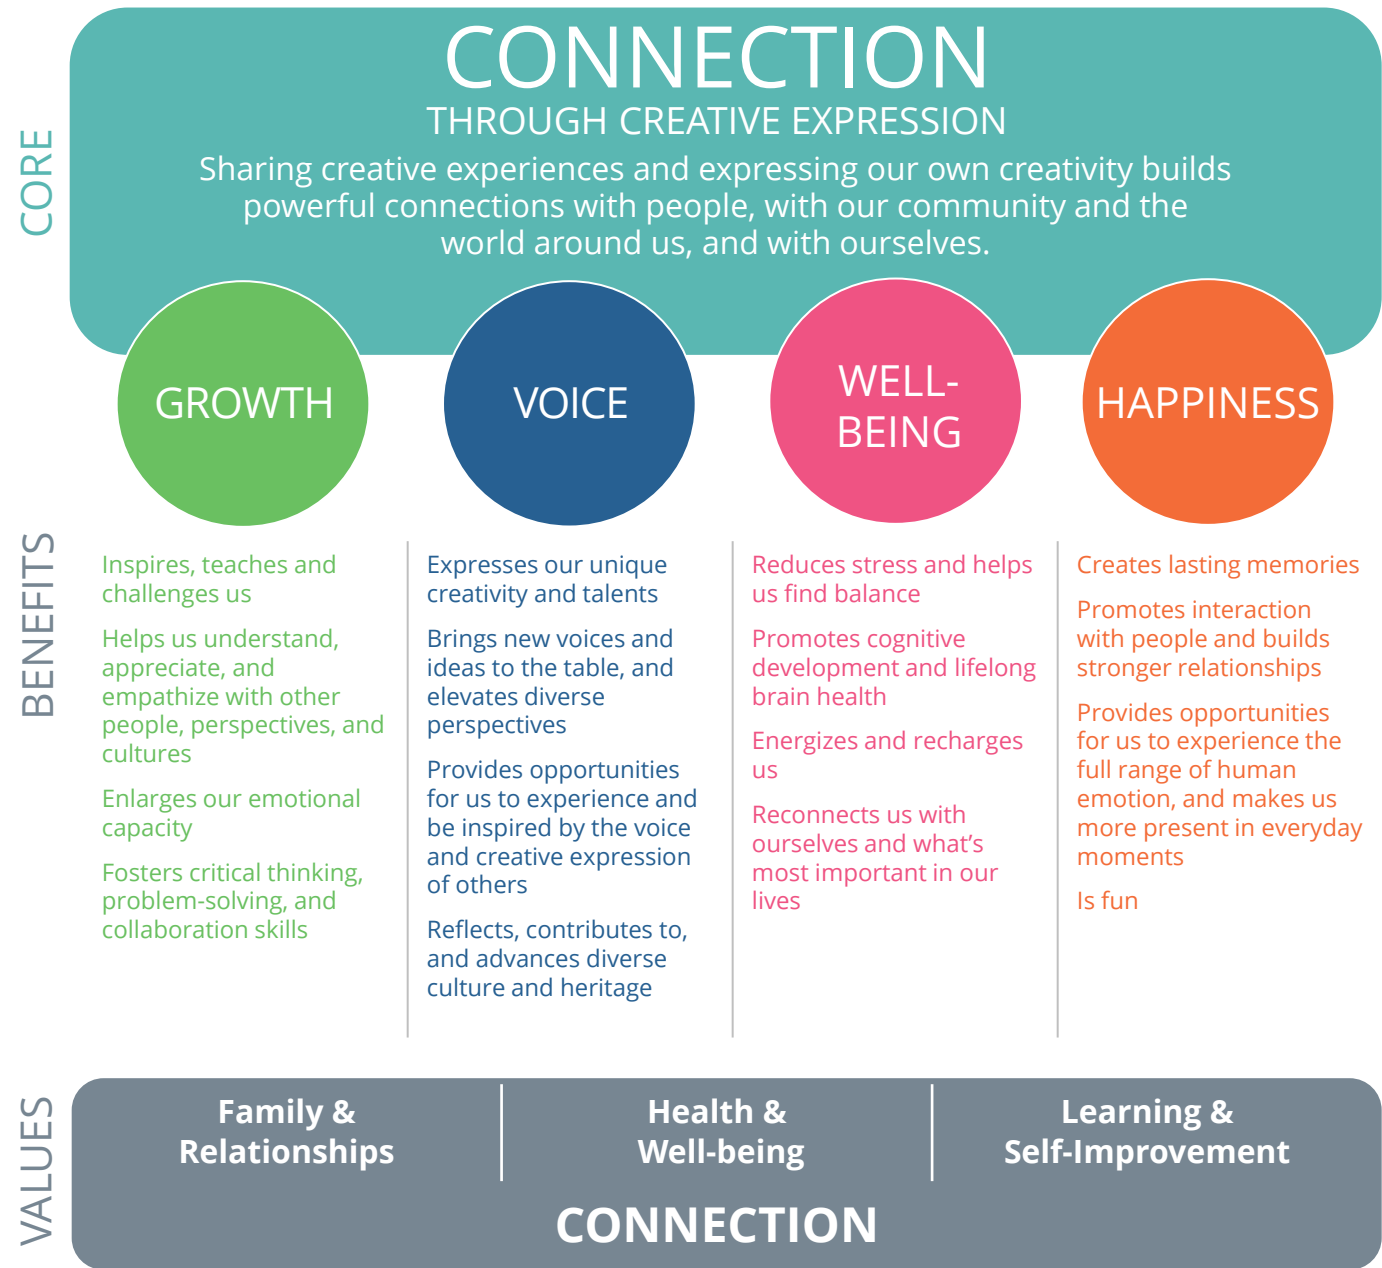 CORE
CONNECTION
THROUGH CREATIVE EXPRESSION
Sharing creative experiences and expressing our own creativity builds
powerful connections with people, with our community and the
world around us, and with ourselves.
BENEFITS
GROWTH
Inspires, teaches and
challenges us
Helps us understand,
appreciate, and
empathize with other
people, perspectives, and
cultures
Enlarges our emotional
capacity
Fosters critical thinking,
problem-solving, and
collaboration skills
VOICE
Expresses our unique
creativity and talents
Brings new voices and
ideas to the table, and
elevates diverse
perspectives
Provides opportunities
for us to experience and
be inspired by the voice
and creative expression
of others
Reflects, contributes to,
and advances diverse
culture and heritage
WELL-
BEING
Reduces stress and helps
us find balance
Promotes cognitive
development and lifelong
brain health
Energizes and recharges
us
Reconnects us with
ourselves and what’s
most important in our
lives
HAPPINESS
Creates lasting memories
Promotes interaction
with people and builds
stronger relationships
Provides opportunities
for us to experience the
full range of human
emotion, and makes us
more present in everyday
moments
Is fun
VALUES
Family &
Relationships
Health &
Well-being
Learning &
Self-Improvement
CONNECTION